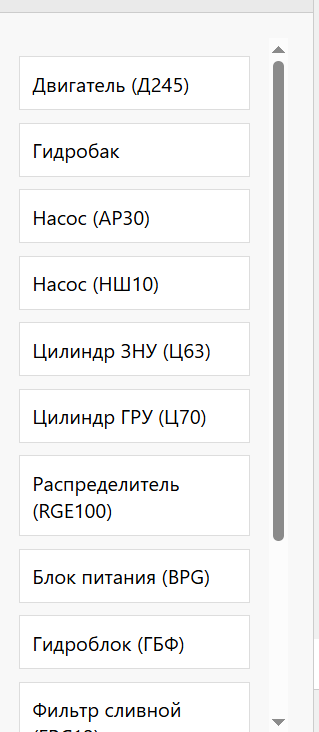 Двигатель (Д245)
Гидробак
Насос (АР30)
Насос (НШ10)
Цилиндр ЗНУ (Ц63)
Цилиндр ГРУ (Ц70)
Распределитель
(RGE100)
Блок питания (BPG)
Гидроблок (ГБФ)
Фильтр сливной